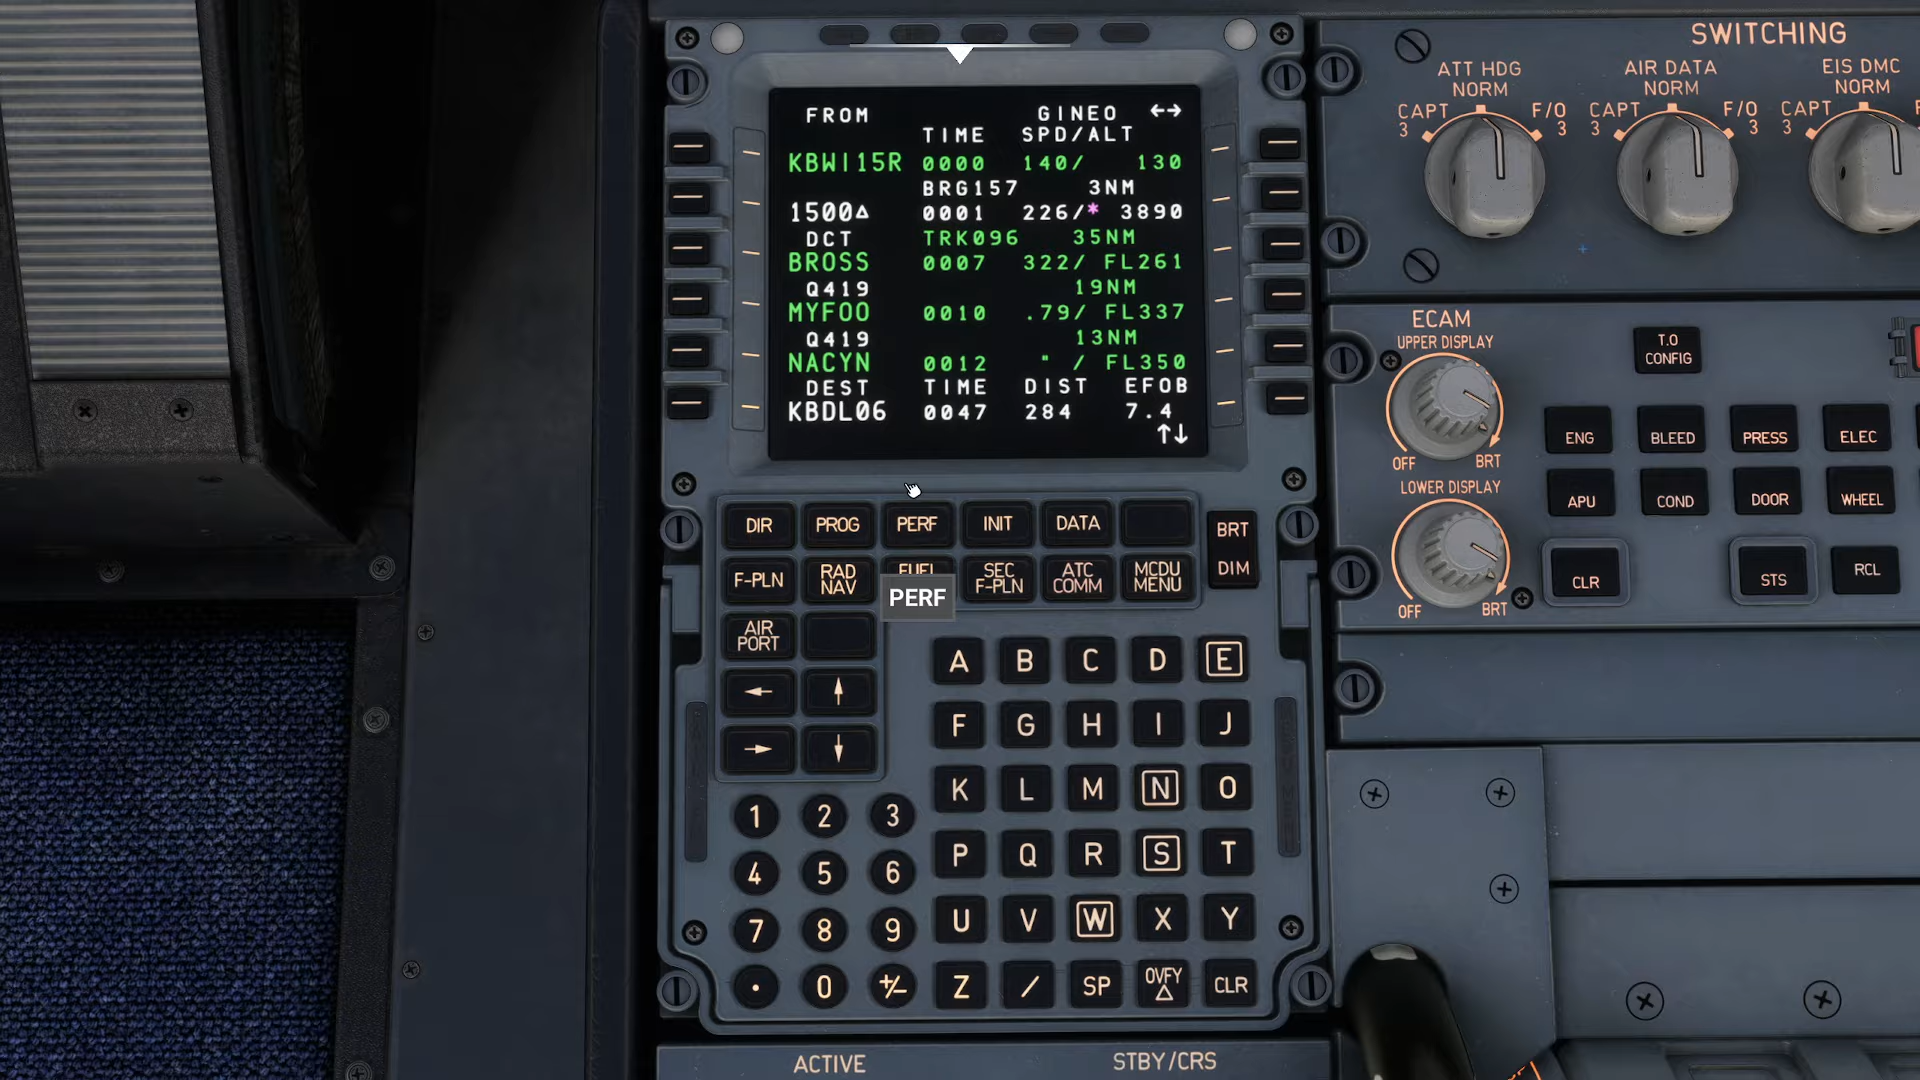 FROM GINEO ↔
TIME SPD/ALT
KBWI15R 0000 140/ 130
BRG157 3NM
1500∆ 0001 226/* 3890
DCT TRK096 35NM
BROSS 0007 322/ FL261
Q419 19NM
MYFOO 0010 .79/ FL337
Q419 13NM
NACYN 0012 " / FL350
DEST TIME DIST EFOB
KBDL06 0047 284 7.4
↑↓
DIR PROG PERF INIT DATA
BRT
DIM
F-PLN RAD NAV FUEL SEC F-PLN ATC COMM MCDU MENU
PERF
AIR PORT
← ↑
→ ↓
A B C D E
F G H I J
K L M N O
P Q R S T
U V W X Y
Z / SP OVFY ∆ CLR
1 2 3
4 5 6
7 8 9
. 0 +/-
ACTIVE STBY/CRS
SWITCHING
ATT HDG AIR DATA EIS DMC
NORM NORM NORM
CAPT 3 F/O 3 CAPT 3 F/O 3 CAPT 3
ECAM
UPPER DISPLAY
OFF BRT
LOWER DISPLAY
OFF BRT
T.O CONFIG
ENG BLEED PRESS ELEC
APU COND DOOR WHEEL
CLR STS RCL